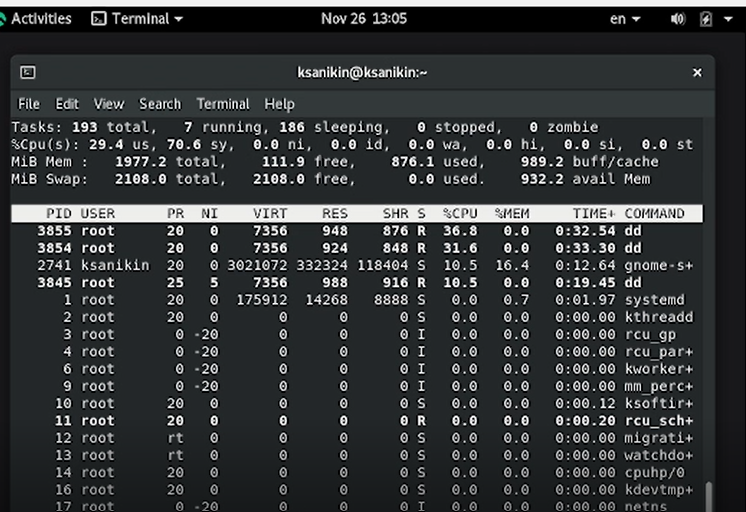 Activities Terminal Nov 26 13:05 en
ksanikin@ksanikin:~
File Edit View Search Terminal Help
Tasks: 193 total, 7 running, 186 sleeping, 0 stopped, 0 zombie
%Cpu(s): 29.4 us, 70.6 sy, 0.0 ni, 0.0 id, 0.0 wa, 0.0 hi, 0.0 si, 0.0 st
MiB Mem : 1977.2 total, 111.9 free, 876.1 used, 989.2 buff/cache
MiB Swap: 2108.0 total, 2108.0 free, 0.0 used. 932.2 avail Mem
PID USER PR NI VIRT RES SHR S %CPU %MEM TIME+ COMMAND
3855 root 20 0 7356 948 876 R 36.8 0.0 0:32.54 dd
3854 root 20 0 7356 924 848 R 31.6 0.0 0:33.30 dd
2741 ksanikin 20 0 3021072 332324 118404 S 10.5 16.4 0:12.64 gnome-s+
3845 root 25 5 7356 988 916 R 10.5 0.0 0:19.45 dd
1 root 20 0 175912 14268 8888 S 0.0 0.7 0:01.97 systemd
2 root 20 0 0 0 0 S 0.0 0.0 0:00.00 kthreadd
3 root 0 -20 0 0 0 I 0.0 0.0 0:00.00 rcu_gp
4 root 0 -20 0 0 0 I 0.0 0.0 0:00.00 rcu_par+
6 root 0 -20 0 0 0 I 0.0 0.0 0:00.00 kworker+
9 root 0 -20 0 0 0 I 0.0 0.0 0:00.00 mm_perc+
10 root 20 0 0 0 0 S 0.0 0.0 0:00.12 ksoftir+
11 root 20 0 0 0 0 R 0.0 0.0 0:00.20 rcu_sch+
12 root rt 0 0 0 0 S 0.0 0.0 0:00.00 migrati+
13 root rt 0 0 0 0 S 0.0 0.0 0:00.00 watchdo+
14 root 20 0 0 0 0 S 0.0 0.0 0:00.00 cpuhp/0
16 root 20 0 0 0 0 S 0.0 0.0 0:00.00 kdevtmp+
17 root 0 -20 0 0 0 I 0.0 0.0 0:00.00 netns